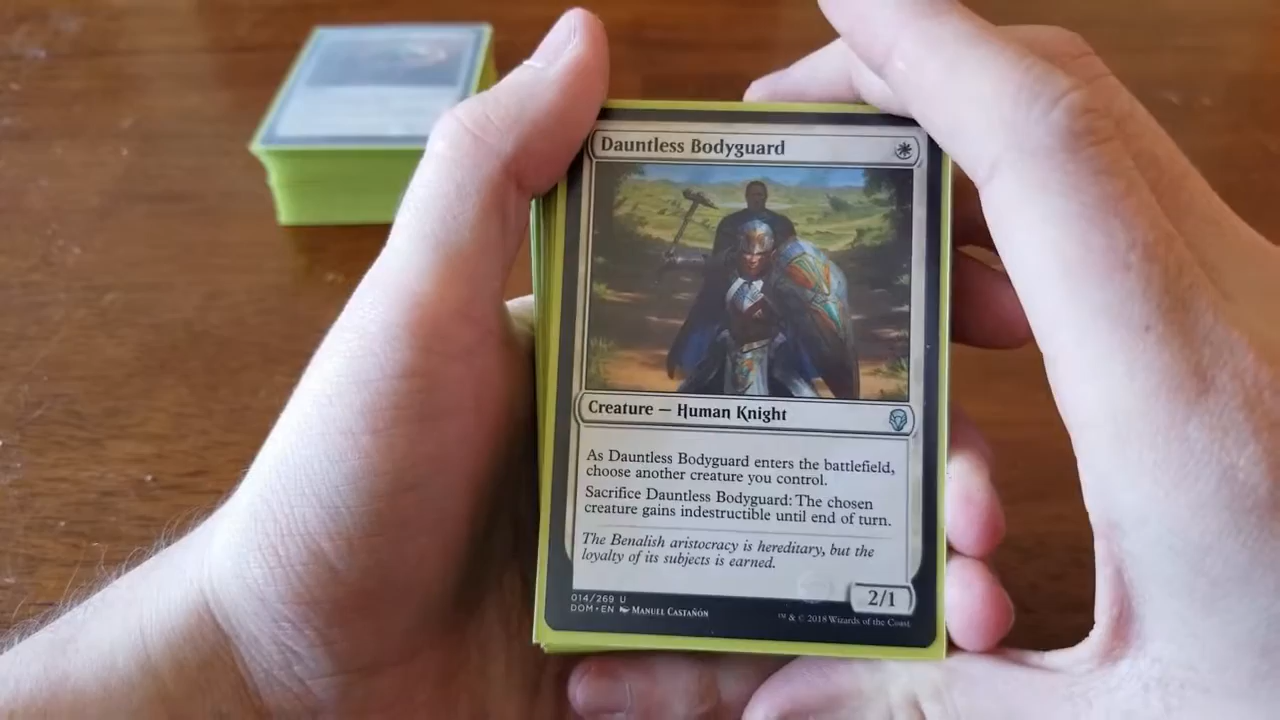 Dauntless Bodyguard
Creature — Human Knight
As Dauntless Bodyguard enters the battlefield,
choose another creature you control.
Sacrifice Dauntless Bodyguard: The chosen
creature gains indestructible until end of turn.
The Benalish aristocracy is hereditary, but the
loyalty of its subjects is earned.
2/1
014/269 U
DOM • EN MANUEL CASTAÑÓN
™ & © 2018 Wizards of the Coast